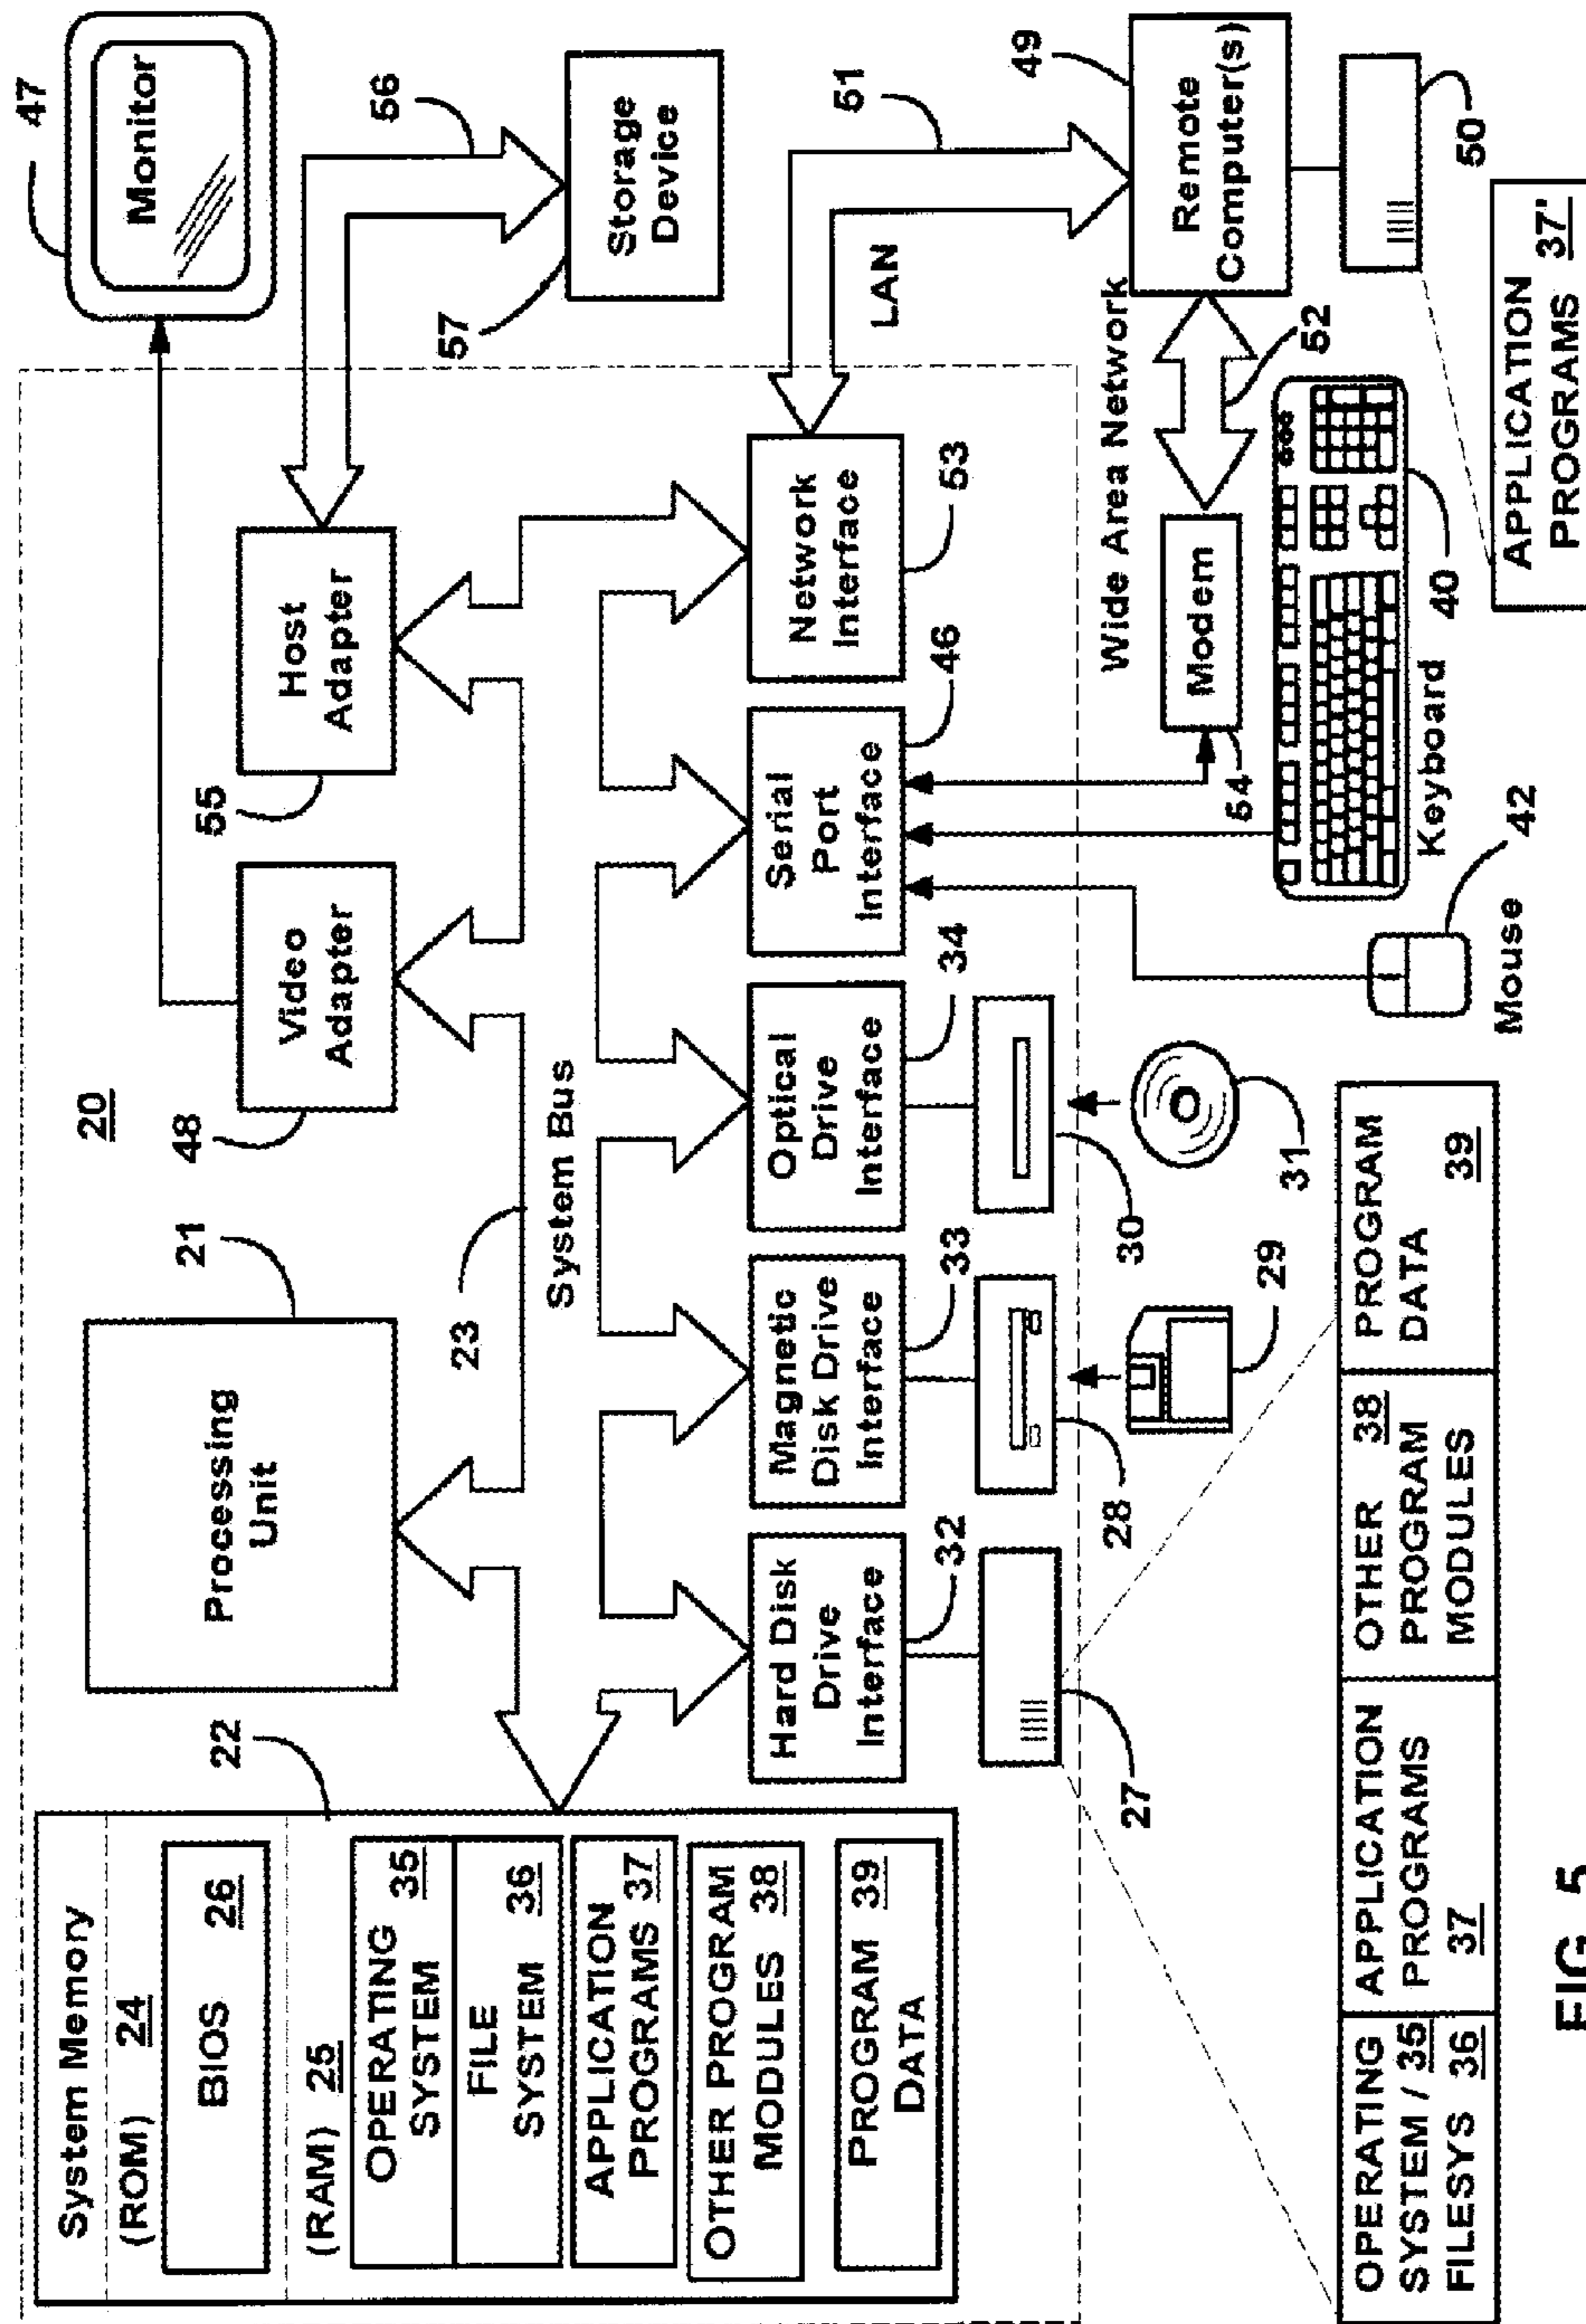 System Memory
(ROM) 24
BIOS 26
(RAM) 25
22
OPERATING
SYSTEM 35
FILE
SYSTEM 36
APPLICATION
PROGRAMS 37
OTHER PROGRAM
MODULES 38
PROGRAM 39
DATA
20
Processing
Unit
21
23
System Bus
48
Video
Adapter
55
Host
Adapter
47
Monitor
56
57
Storage
Device
Hard Disk
Drive
Interface
32
Magnetic
Disk Drive
Interface
33
Optical
Drive
Interface
34
Serial
Port
Interface
46
Network
Interface
53
LAN
51
49
Remote
Computer(s)
Wide Area Network
52
Modem
54
27
28
29
30
31
Mouse
42
Keyboard
40
50
APPLICATION
PROGRAMS 37'
OPERATING
SYSTEM / 35
FILESYS 36
APPLICATION
PROGRAMS
37
OTHER 38
PROGRAM
MODULES
PROGRAM
DATA
39
FIG. 5